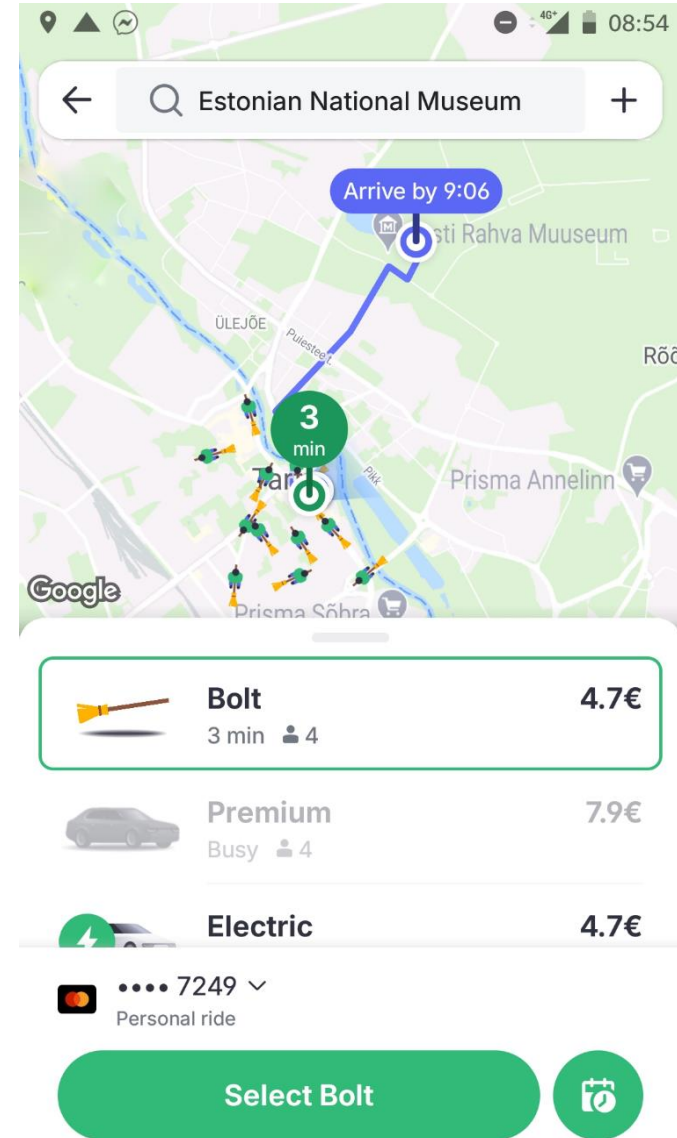 4G+ 08:54
Estonian National Museum
Arrive by 9:06
sti Rahva Muuseum
ÜLEJÕE
Puiestee t.
Rõõ
3
min
Tar
Pikk
Prisma Annelinn
Google
Prisma Sõbra
Bolt 4.7€
3 min 4
Premium 7.9€
Busy 4
Electric 4.7€
•••• 7249
Personal ride
Select Bolt